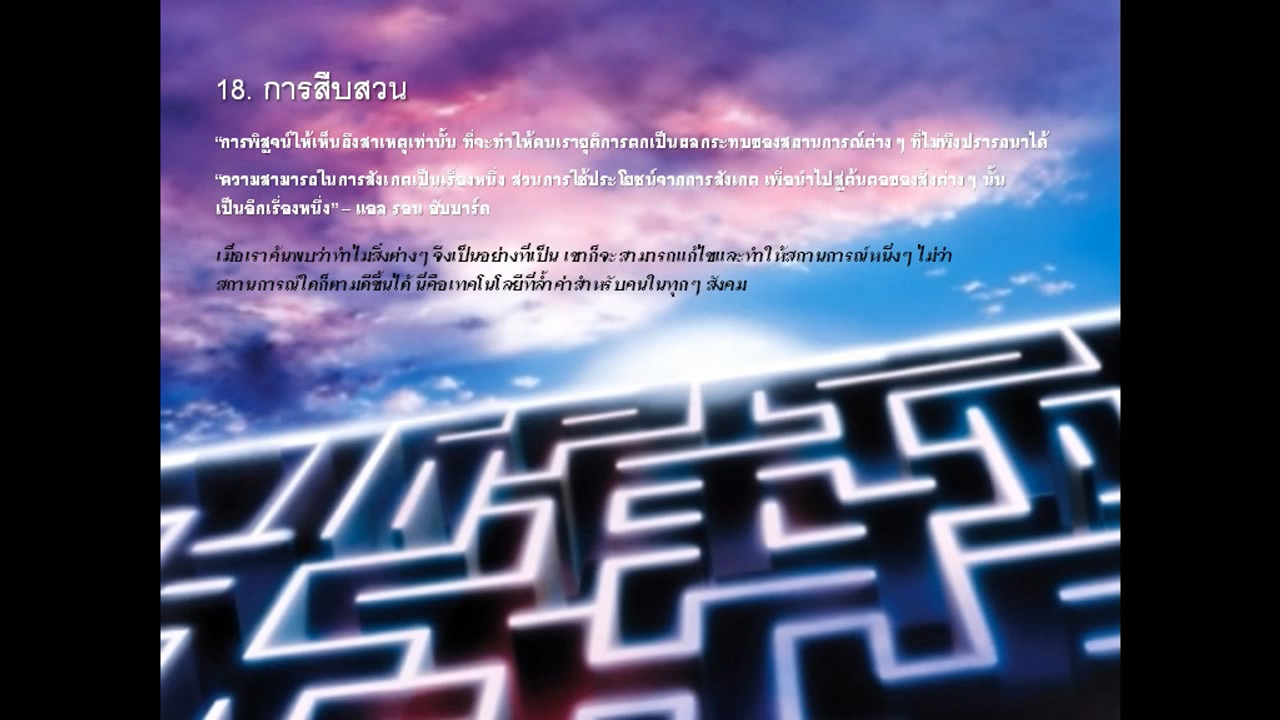 18. การสืบสวน
“การพิสูจน์ให้เห็นถึงสาเหตุเท่านั้น ที่จะทำให้คนเรายุติการตกเป็นผลกระทบของสถานการณ์ต่าง ๆ ที่ไม่พึงปรารถนาได้
“ความสามารถในการสังเกตเป็นเรื่องหนึ่ง ส่วนการใช้ประโยชน์จากการสังเกต เพื่อนำไปสู่ต้นตอของสิ่งต่าง ๆ นั้น
เป็นอีกเรื่องหนึ่ง” – แอล รอน ฮับบาร์ด
เมื่อเราค้นพบว่าทำไมสิ่งต่างๆ จึงเป็นอย่างที่เป็น เขาก็จะสามารถแก้ไขและทำให้สถานการณ์หนึ่งๆ ไม่ว่า
สถานการณ์ใดก็ตามดีขึ้นได้ นี่คือเทคโนโลยีที่ล้ำค่าสำหรับคนในทุกๆ สังคม